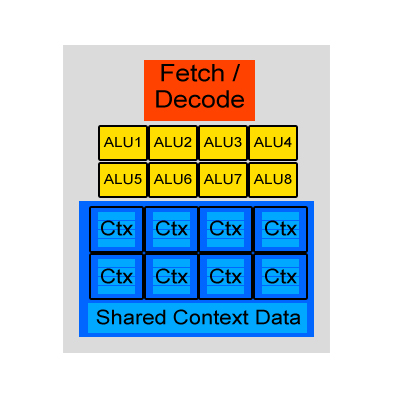 Fetch /
Decode
ALU1 ALU2 ALU3 ALU4
ALU5 ALU6 ALU7 ALU8
Ctx Ctx Ctx Ctx
Ctx Ctx Ctx Ctx
Shared Context Data